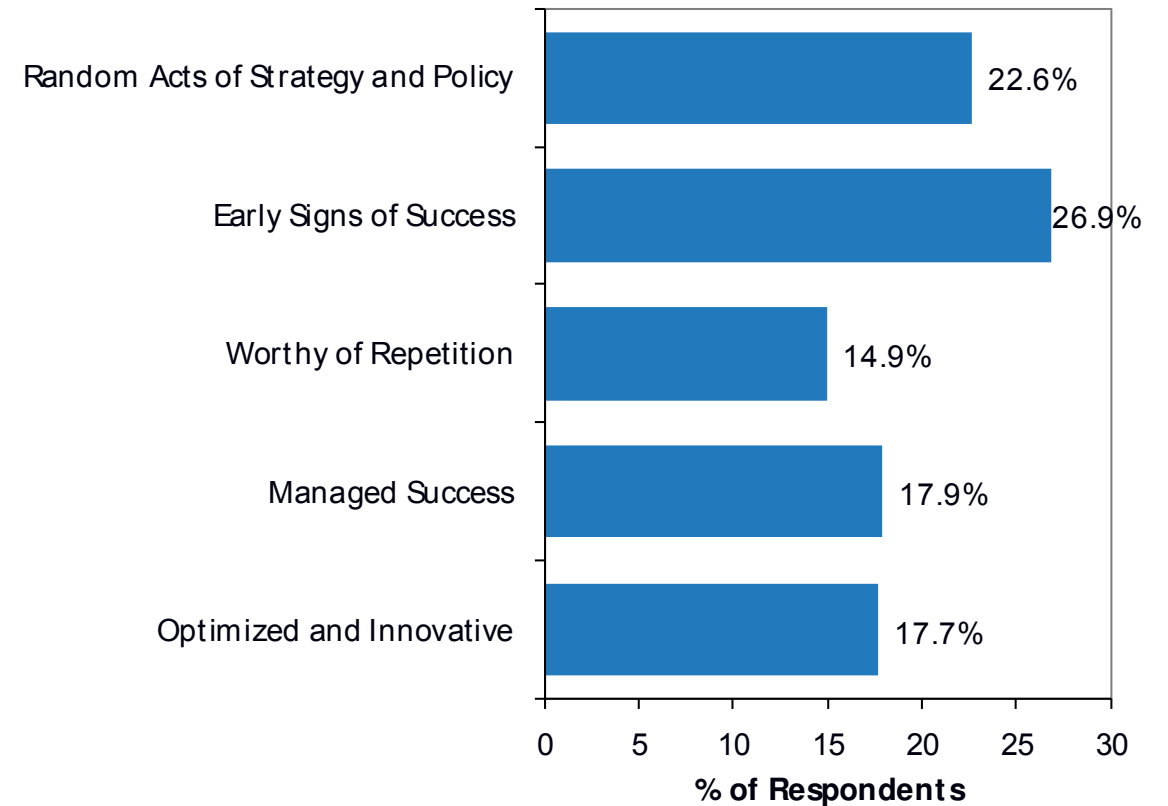 Random Acts of Strategy and Policy
22.6%
Early Signs of Success
26.9%
Worthy of Repetition
14.9%
Managed Success
17.9%
Optimized and Innovative
17.7%
0 5 10 15 20 25 30
% of Respondents